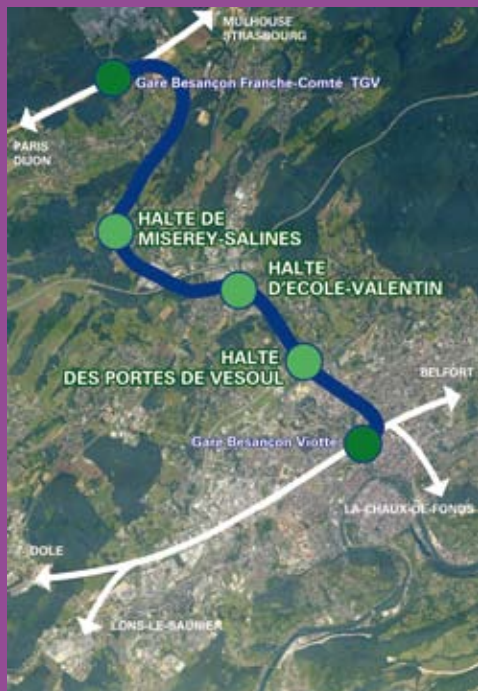 MULHOUSE
STRASBOURG
Gare Besançon Franche-Comté TGV
PARIS
DIJON
HALTE DE
MISEREY-SALINES
HALTE
D'ECOLE-VALENTIN
HALTE
DES PORTES DE VESOUL
BELFORT
Gare Besançon Viotte
LA-CHAUX-DE-FONDS
DOLE
LONS-LE-SAUNIER